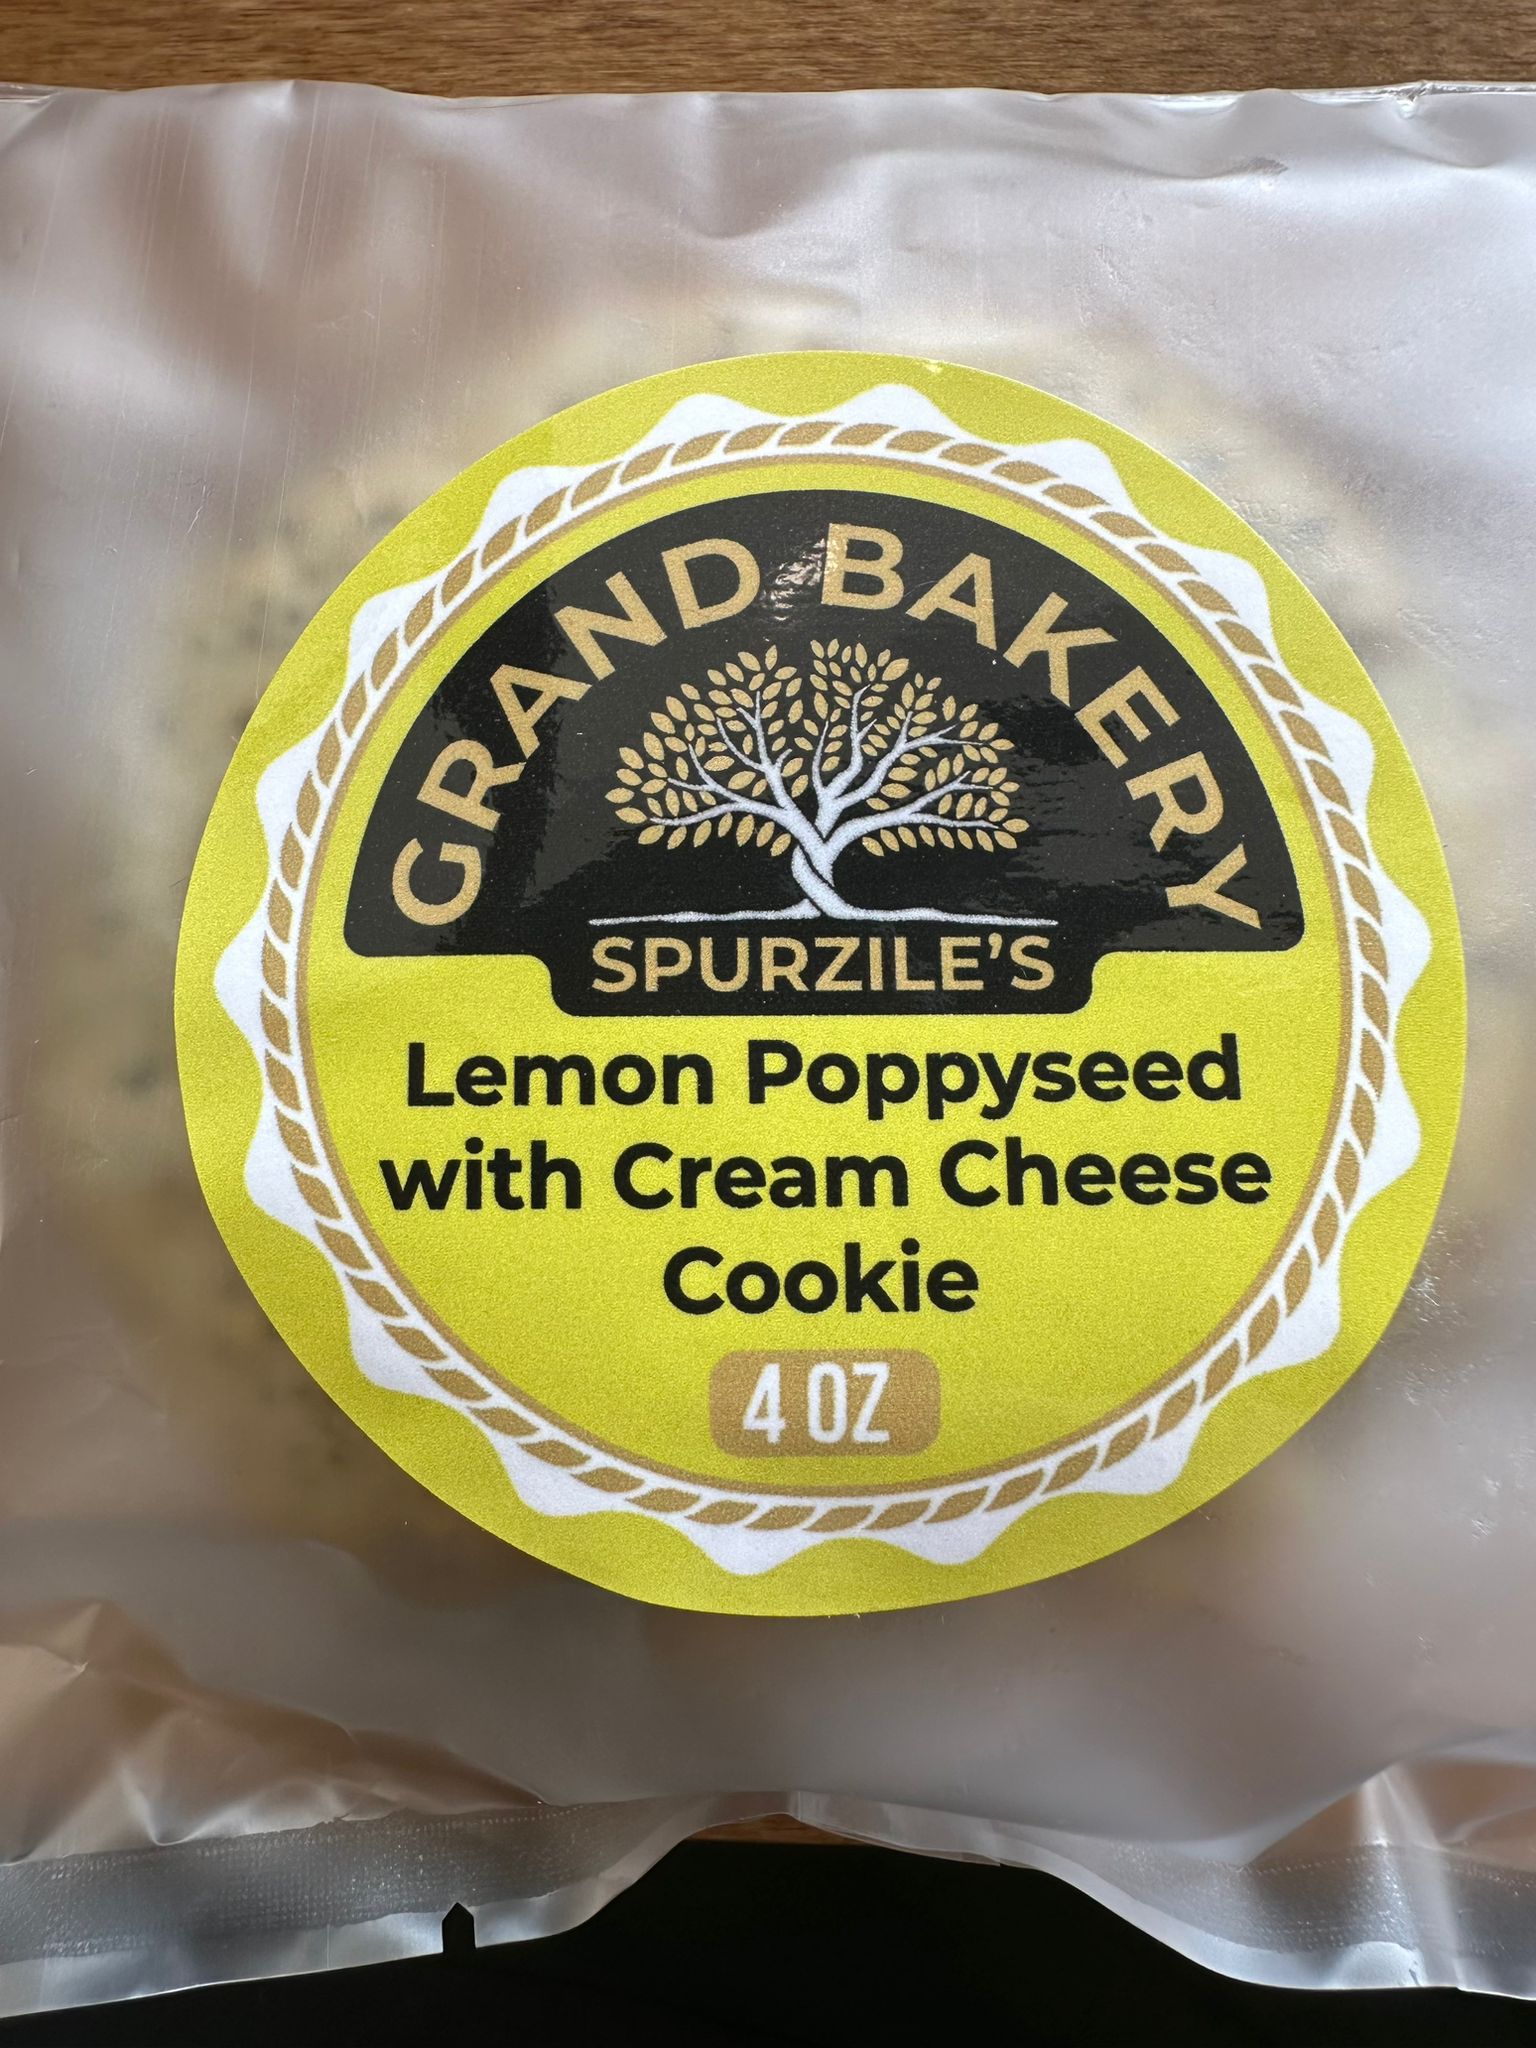 GRAND BAKERY
SPURZILE'S
Lemon Poppyseed
with Cream Cheese
Cookie
4 OZ